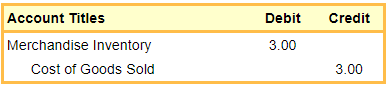 Account Titles Debit Credit
Merchandise Inventory 3.00
Cost of Goods Sold 3.00